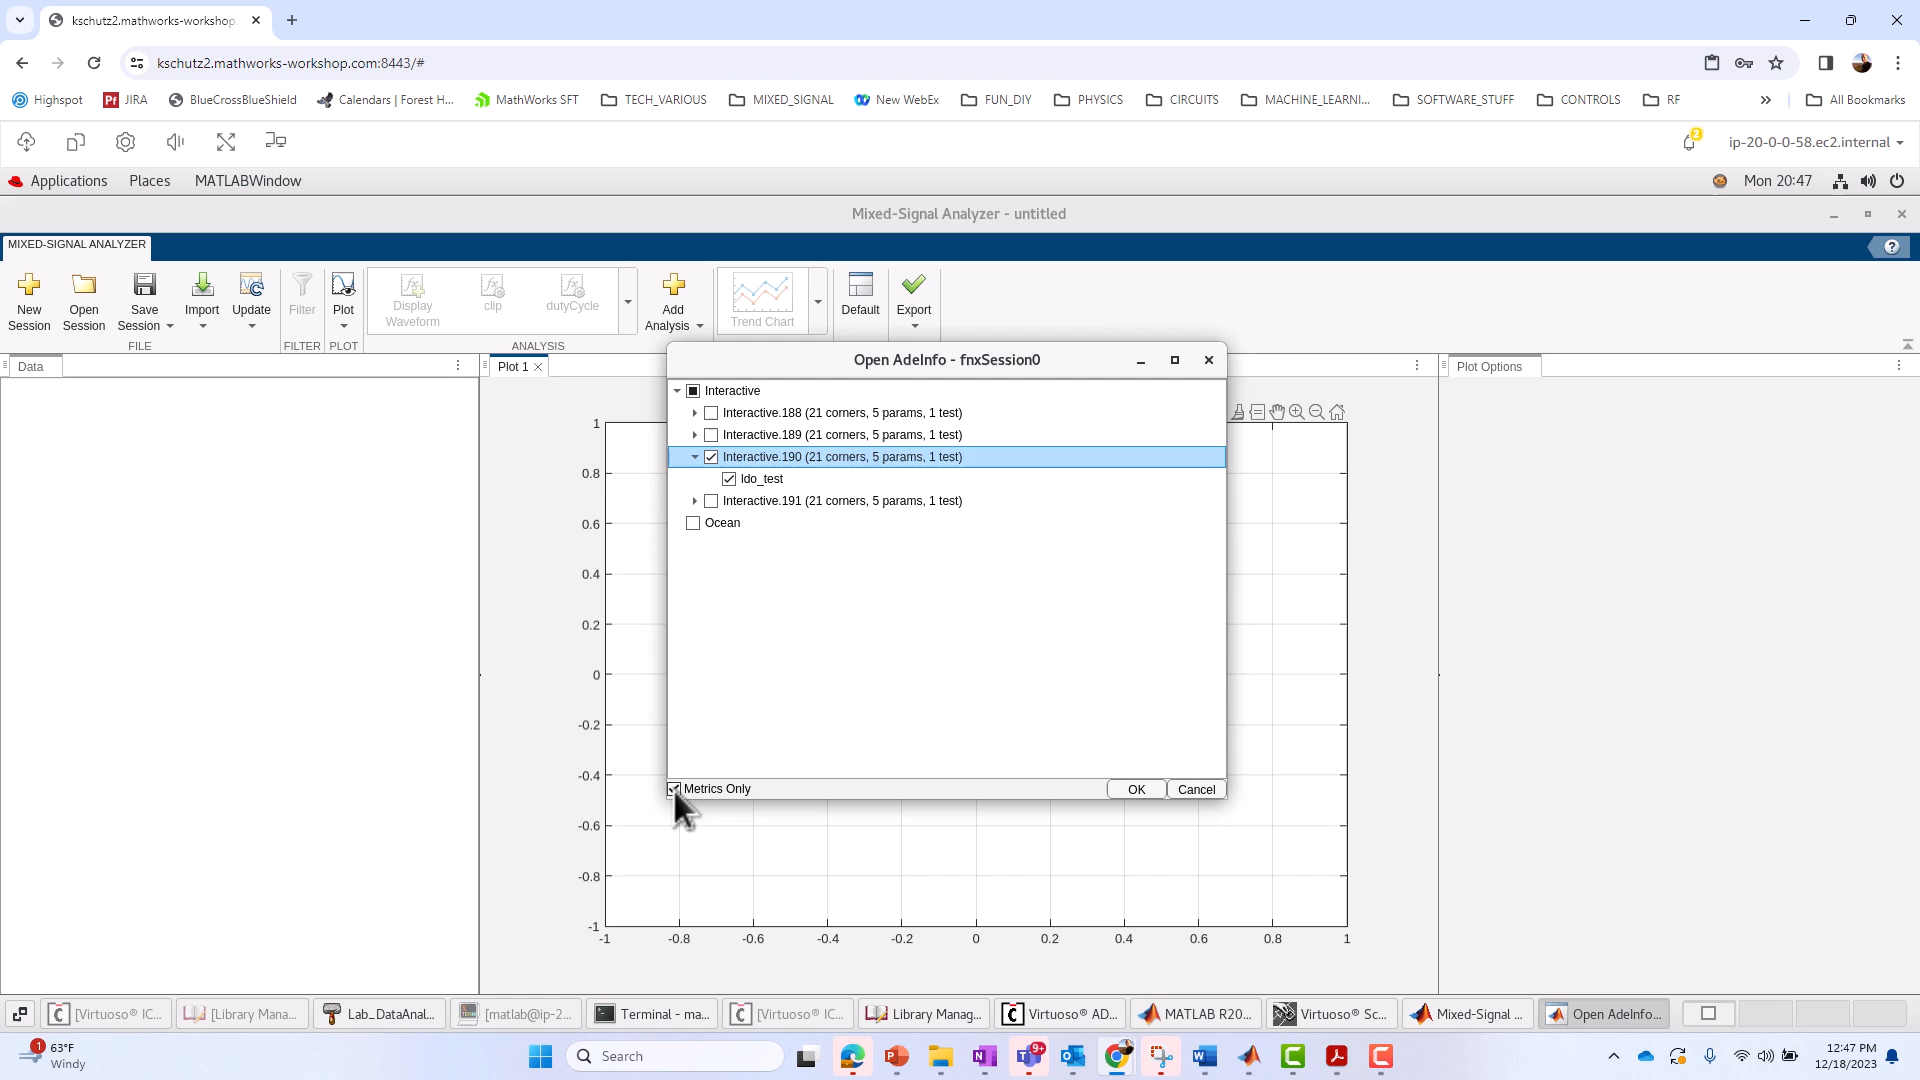 kschutz2.mathworks-workshop
kschutz2.mathworks-workshop.com:8443/#
Highspot
Pf JIRA
BlueCrossBlueShield
Calendars | Forest H...
MathWorks SFT
TECH_VARIOUS
MIXED_SIGNAL
New WebEx
FUN_DIY
PHYSICS
CIRCUITS
MACHINE_LEARNI...
SOFTWARE_STUFF
CONTROLS
RF
All Bookmarks
2
ip-20-0-0-58.ec2.internal
Applications
Places
MATLABWindow
Mon 20:47
Mixed-Signal Analyzer - untitled
MIXED-SIGNAL ANALYZER
New Session
Open Session
Save Session
Import
Update
Filter
Plot
Display Waveform
clip
dutyCycle
Add Analysis
Trend Chart
Default
Export
FILE
FILTER
PLOT
ANALYSIS
Data
Plot 1
Plot Options
Open AdeInfo - fnxSession0
Interactive
Interactive.188 (21 corners, 5 params, 1 test)
Interactive.189 (21 corners, 5 params, 1 test)
Interactive.190 (21 corners, 5 params, 1 test)
ldo_test
Interactive.191 (21 corners, 5 params, 1 test)
Ocean
Metrics Only
OK
Cancel
1
0.8
0.6
0.4
0.2
0
-0.2
-0.4
-0.6
-0.8
-1
-1 -0.8 -0.6 -0.4 -0.2 0 0.2 0.4 0.6 0.8 1
[Virtuoso® IC...
[Library Mana...
Lab_DataAnal...
[matlab@ip-2...
Terminal - ma...
[Virtuoso® IC...
Library Manag...
Virtuoso® AD...
MATLAB R20...
Virtuoso® Sc...
Mixed-Signal ...
Open AdeInfo...
1
63°F
Windy
Search
9+
12:47 PM
12/18/2023